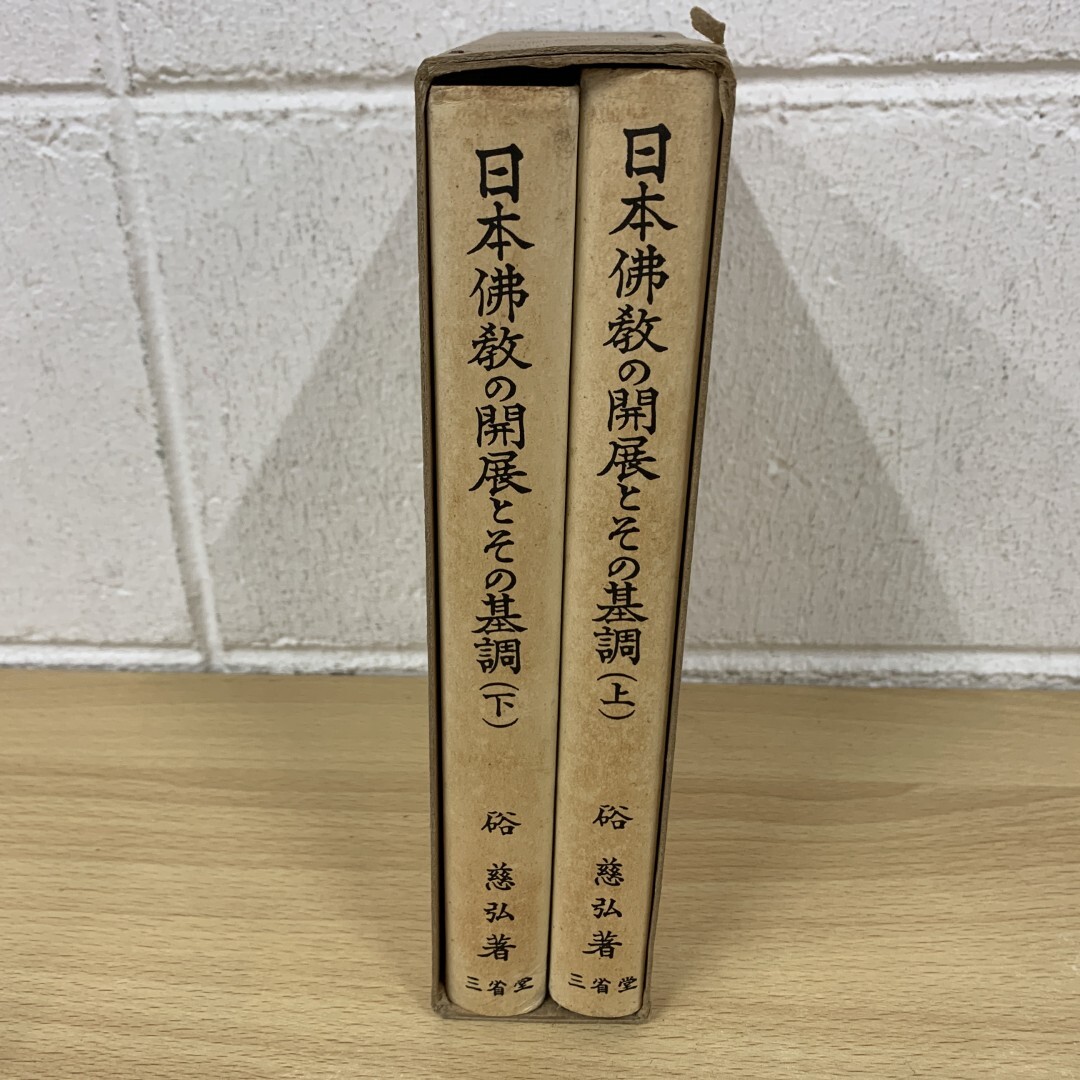 日本佛教の開展とその基調(上)
硲 慈弘著
三省堂
日本佛教の開展とその基調(下)
硲 慈弘著
三省堂